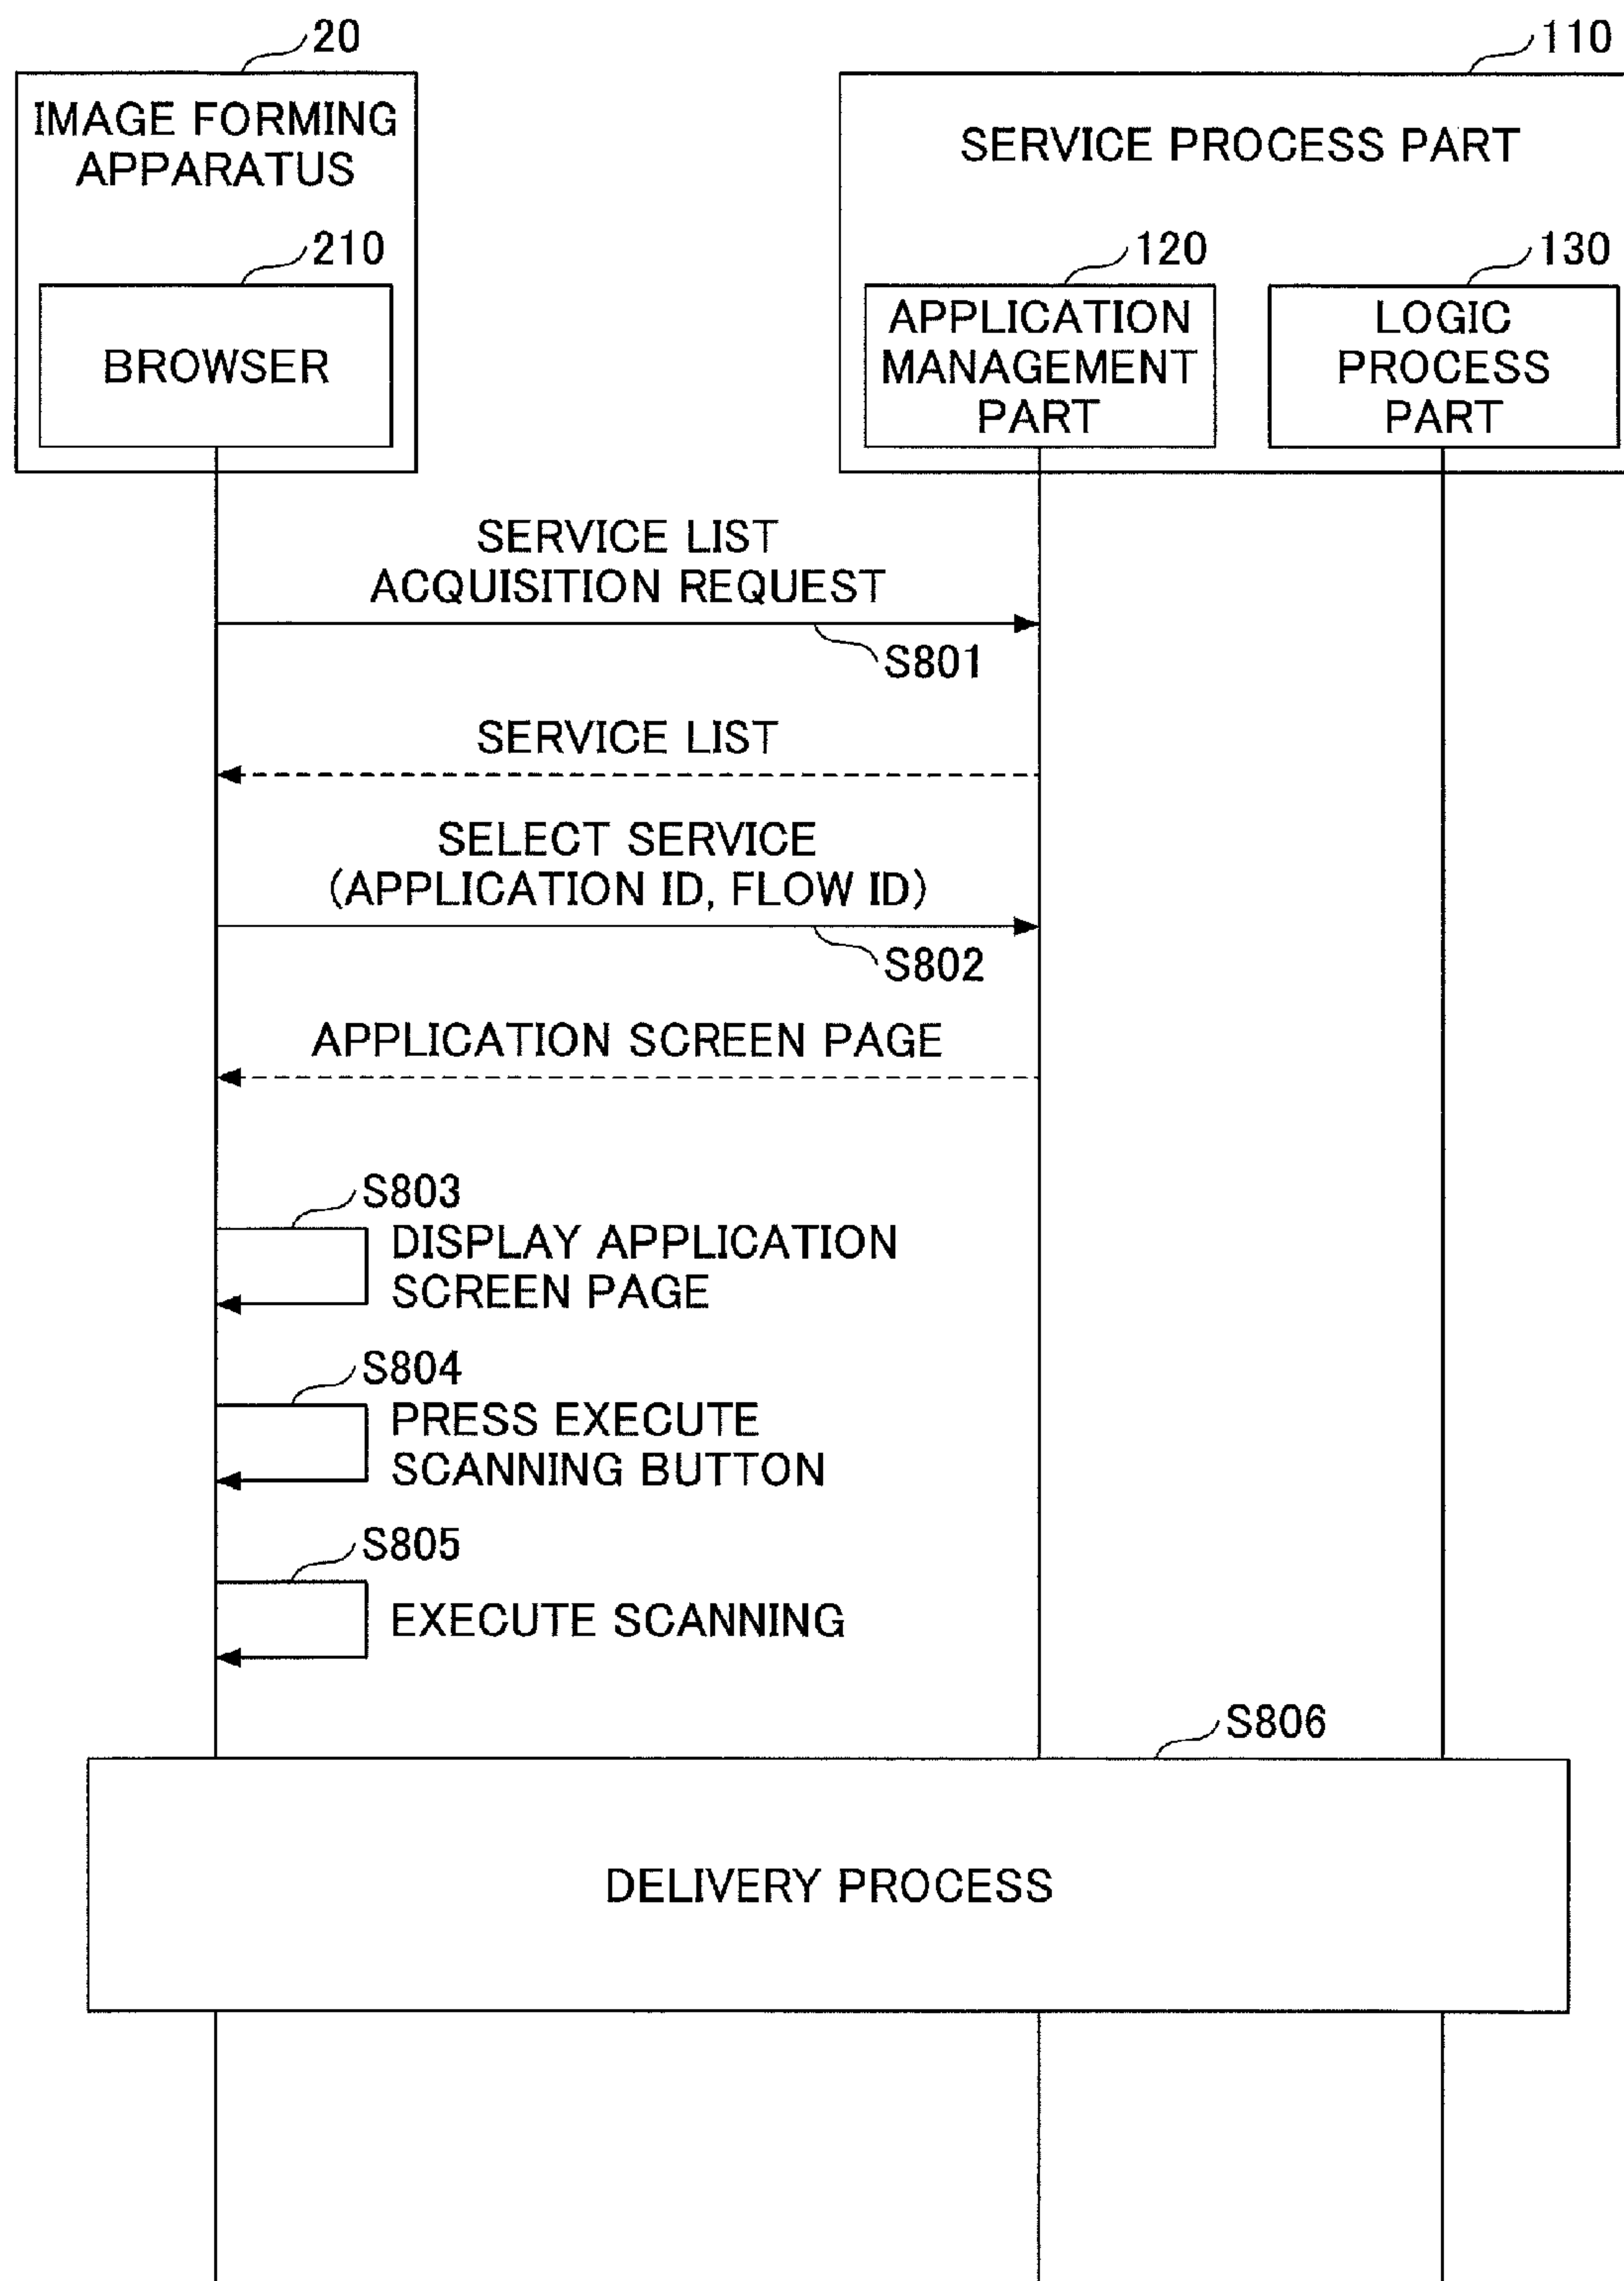 20
IMAGE FORMING
APPARATUS
210
BROWSER
110
SERVICE PROCESS PART
120
APPLICATION
MANAGEMENT
PART
130
LOGIC
PROCESS
PART
SERVICE LIST
ACQUISITION REQUEST
S801
SERVICE LIST
SELECT SERVICE
(APPLICATION ID, FLOW ID)
S802
APPLICATION SCREEN PAGE
S803
DISPLAY APPLICATION
SCREEN PAGE
S804
PRESS EXECUTE
SCANNING BUTTON
S805
EXECUTE SCANNING
S806
DELIVERY PROCESS